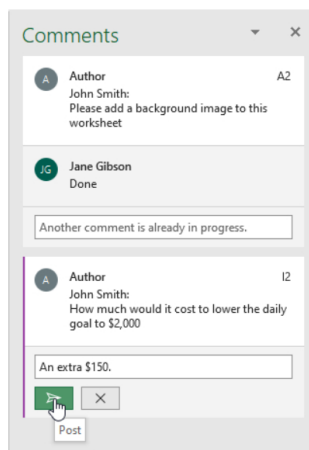 Comments
A
Author
A2
John Smith:
Please add a background image to this
worksheet
JG
Jane Gibson
Done
Another comment is already in progress.
A
Author
I2
John Smith:
How much would it cost to lower the daily
goal to $2,000
An extra $150.
Post